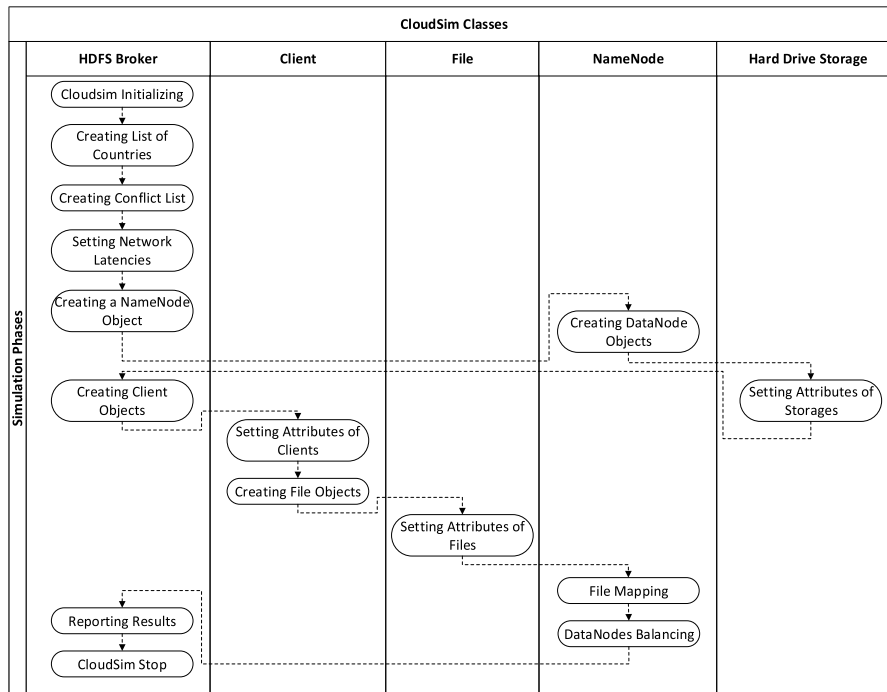 CloudSim Classes
HDFS Broker
Client
File
NameNode
Hard Drive Storage
Simulation Phases
Cloudsim Initializing
Creating List of
Countries
Creating Conflict List
Setting Network
Latencies
Creating a NameNode
Object
Creating DataNode
Objects
Setting Attributes of
Storages
Creating Client
Objects
Setting Attributes of
Clients
Creating File Objects
Setting Attributes of
Files
File Mapping
DataNodes Balancing
Reporting Results
CloudSim Stop